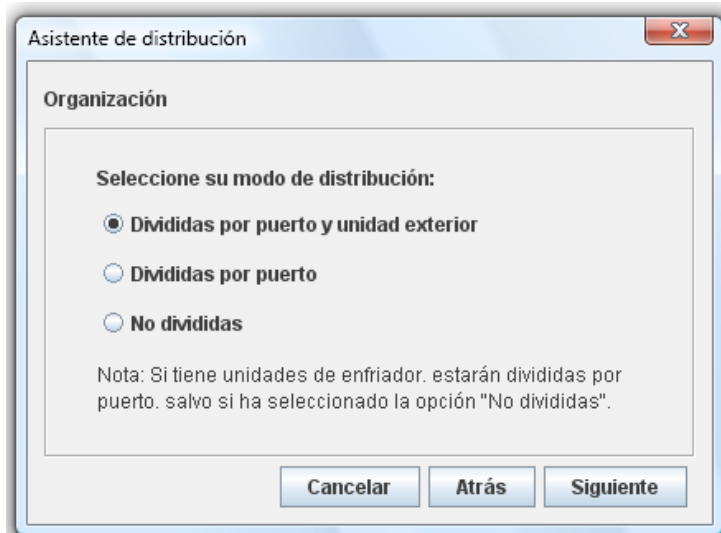 Asistente de distribución
Organización
Seleccione su modo de distribución:
Divididas por puerto y unidad exterior
Divididas por puerto
No divididas
Nota: Si tiene unidades de enfriador. estarán divididas por
puerto. salvo si ha seleccionado la opción "No divididas".
Cancelar Atrás Siguiente